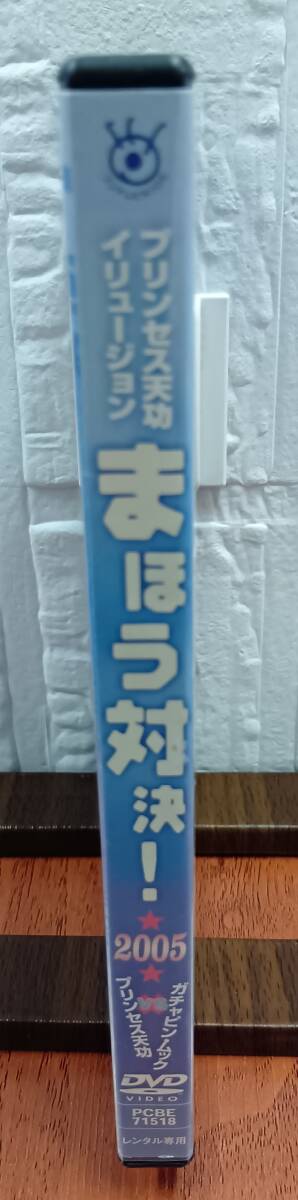 プリンセス天功
イリュージョン
まほう対決!
★2005★
ガチャピン・ムック
VS
プリンセス天功
DVD
VIDEO
PCBE
71518
レンタル専用